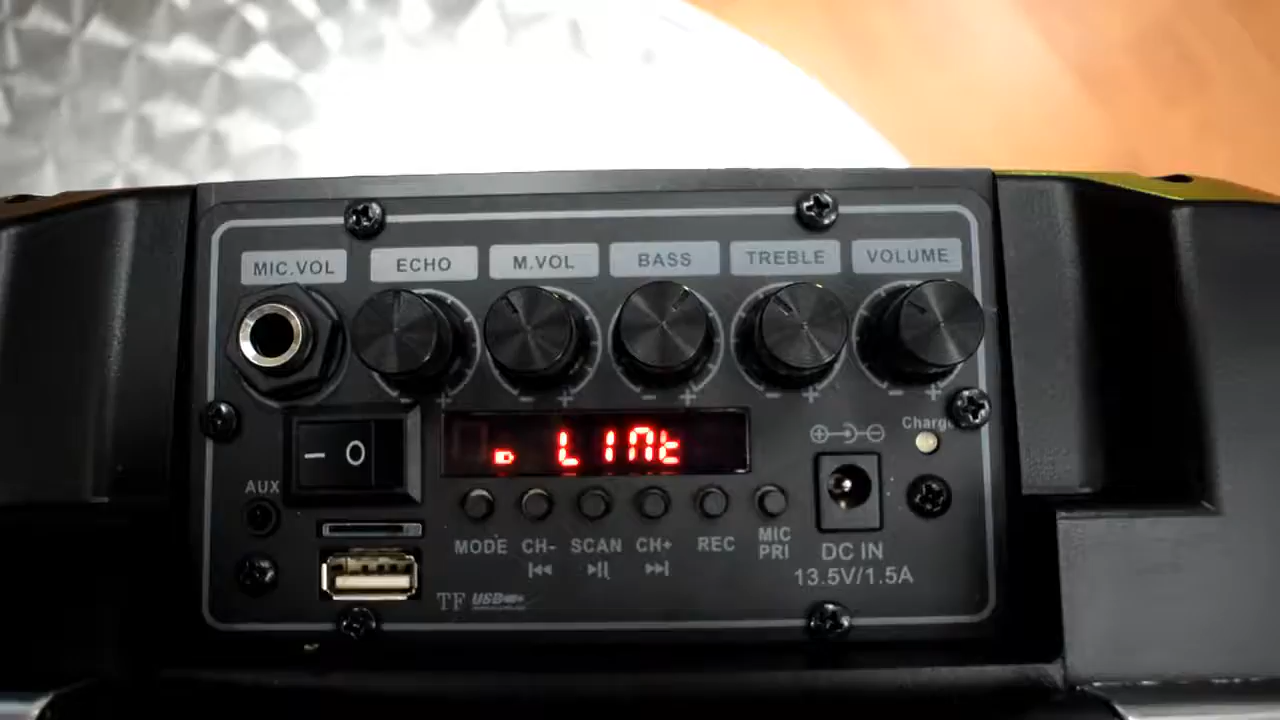 MIC.VOL ECHO M.VOL BASS TREBLE VOLUME
- + - + - + - + - +
LINE
— O
Charge
AUX
MODE CH- SCAN CH+ REC MIC PRI
DC IN
13.5V/1.5A
TF USB